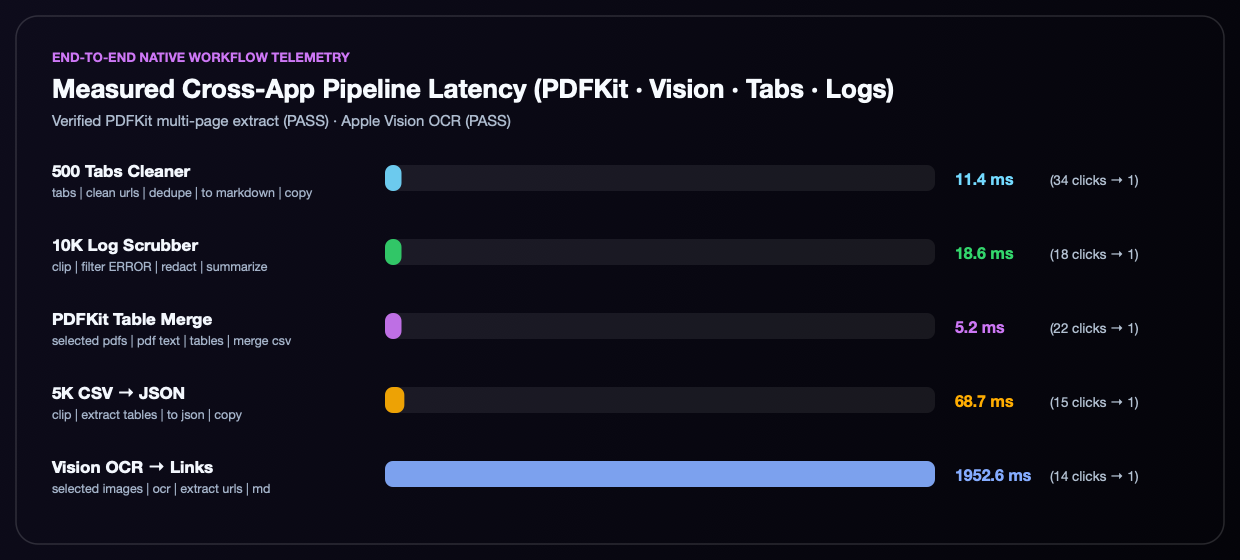 END-TO-END NATIVE WORKFLOW TELEMETRY
Measured Cross-App Pipeline Latency (PDFKit · Vision · Tabs · Logs)
Verified PDFKit multi-page extract (PASS) · Apple Vision OCR (PASS)
500 Tabs Cleaner
tabs | clean urls | dedupe | to markdown | copy
11.4 ms (34 clicks → 1)
10K Log Scrubber
clip | filter ERROR | redact | summarize
18.6 ms (18 clicks → 1)
PDFKit Table Merge
selected pdfs | pdf text | tables | merge csv
5.2 ms (22 clicks → 1)
5K CSV → JSON
clip | extract tables | to json | copy
68.7 ms (15 clicks → 1)
Vision OCR → Links
selected images | ocr | extract urls | md
1952.6 ms (14 clicks → 1)